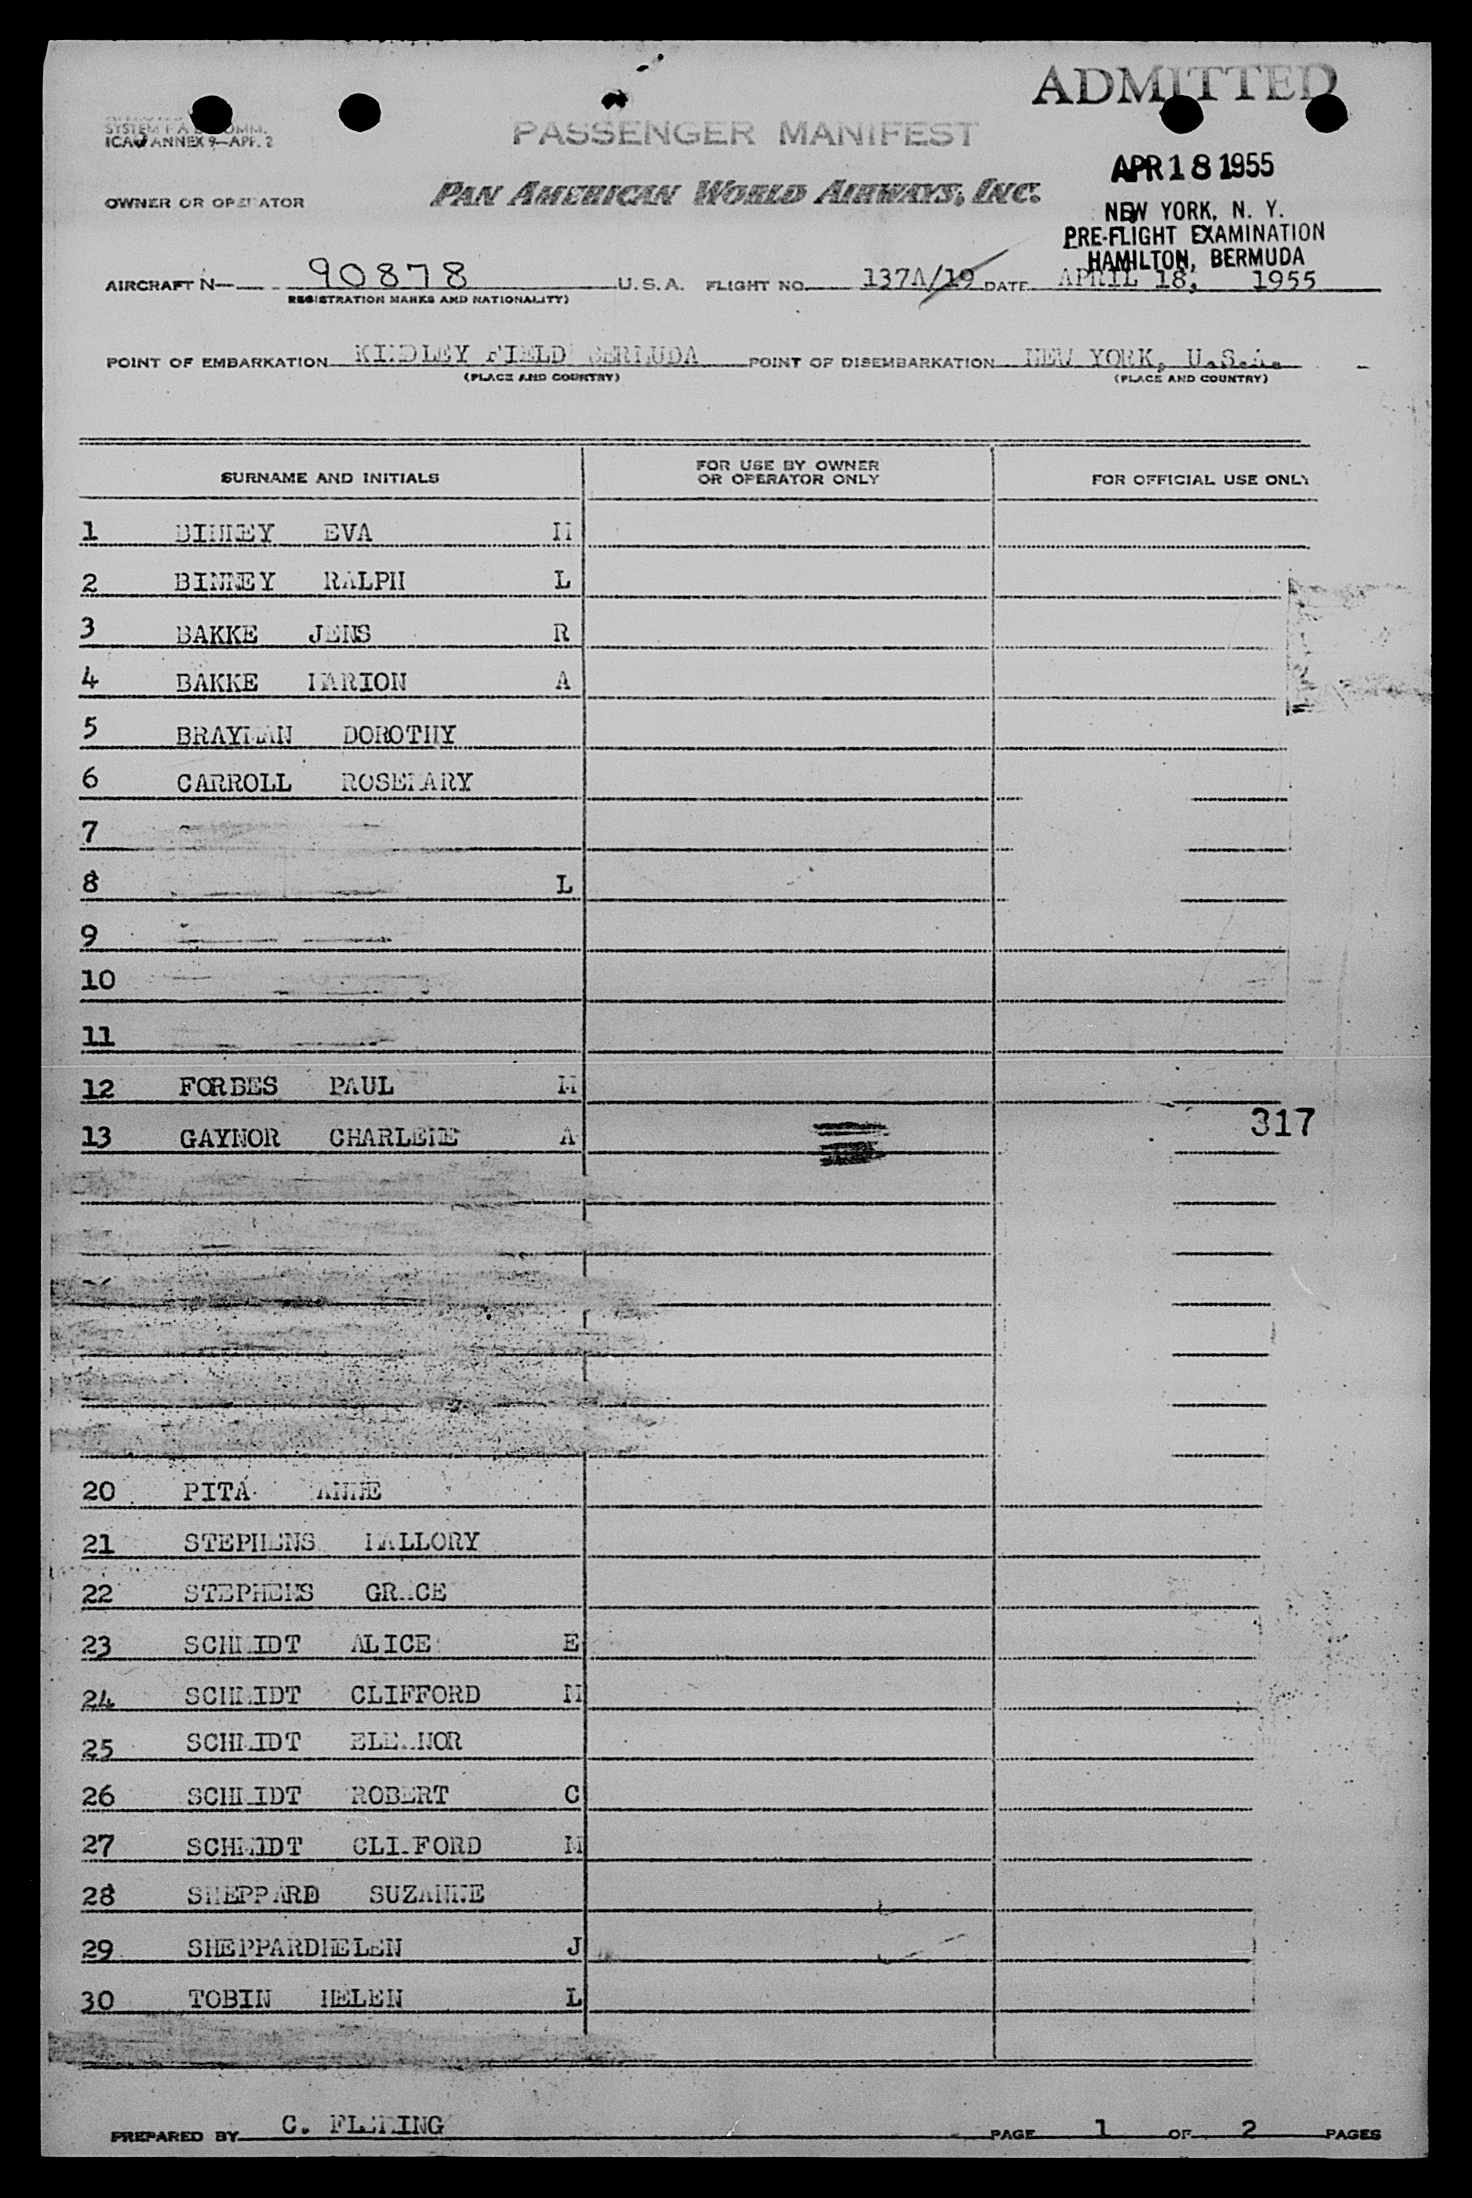 ADMITTED
SYSTEM
ICAO ANNEX 9—APP. 2
PASSENGER MANIFEST
APR 18 1955
OWNER OR OPERATOR
PAN AMERICAN WORLD AIRWAYS, INC.
NEW YORK, N. Y.
PRE-FLIGHT EXAMINATION
HAMILTON, BERMUDA
AIRCRAFT N— 90878 U.S.A. FLIGHT NO. 137A/19 DATE APRIL 18, 1955
REGISTRATION MARKS AND NATIONALITY)
POINT OF EMBARKATION KINDLEY FIELD BERMUDA POINT OF DISEMBARKATION NEW YORK, U.S.A.
(PLACE AND COUNTRY) (PLACE AND COUNTRY)
SURNAME AND INITIALS FOR USE BY OWNER OR OPERATOR ONLY FOR OFFICIAL USE ONLY
1 BINNEY EVA M
2 BINNEY RALPH L
3 BAKKE JENS R
4 BAKKE MARION A
5 BRAYMAN DOROTHY
6 CARROLL ROSEMARY
7
8 L
9
10
11
12 FORBES PAUL M
13 GAYNOR CHARLENE A 317
20 PITA ANNE
21 STEPHENS MALLORY
22 STEPHENS GRACE
23 SCHMIDT ALICE E
24 SCHMIDT CLIFFORD M
25 SCHMIDT ELEANOR
26 SCHMIDT ROBERT C
27 SCHMIDT CLIFFORD M
28 SHEPPARD SUZANNE
29 SHEPPARDHELEN J
30 TOBIN HELEN L
PREPARED BY C. FLEMING PAGE 1 OF 2 PAGES